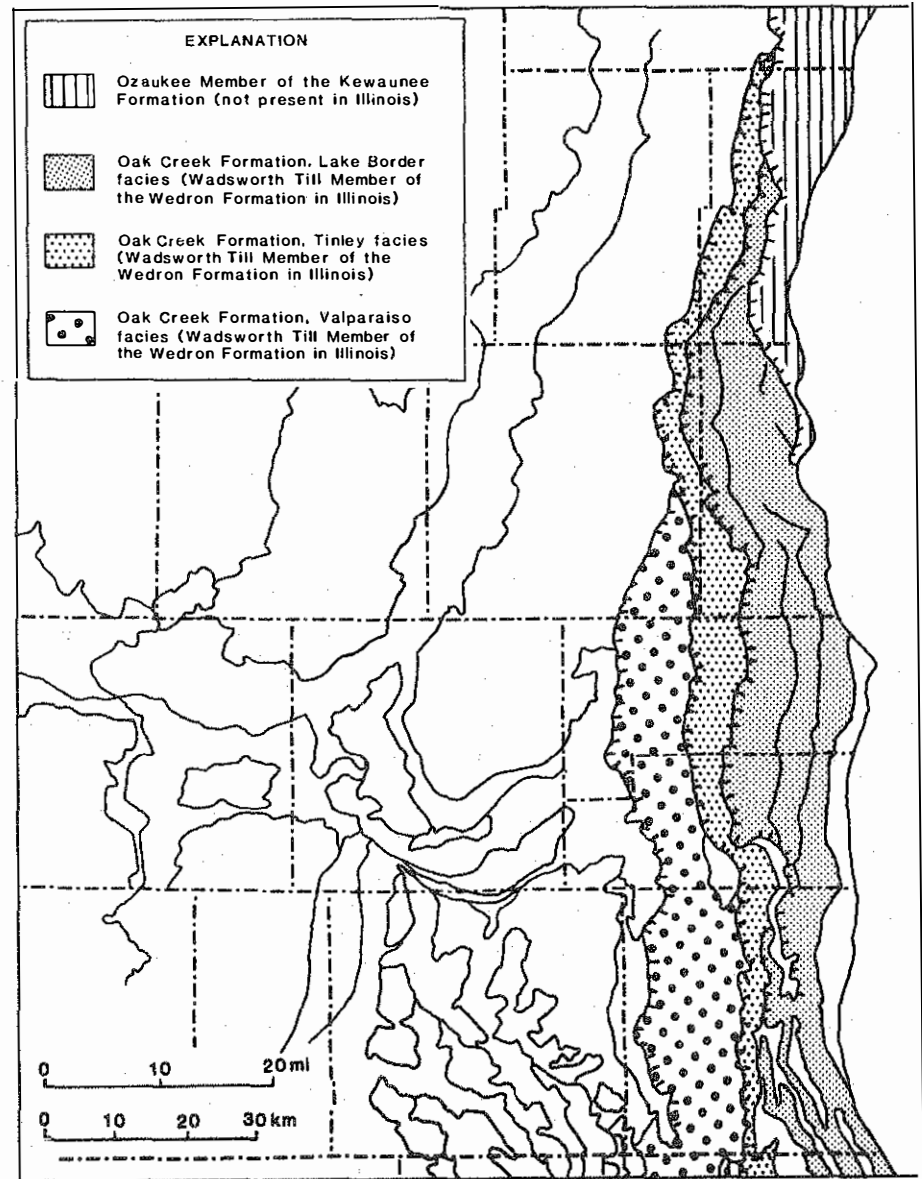 EXPLANATION
Ozaukee Member of the Kewaunee
Formation (not present in Illinois)
Oak Creek Formation, Lake Border
facies (Wadsworth Till Member of
the Wedron Formation in Illinois)
Oak Creek Formation, Tinley facies
(Wadsworth Till Member of the
Wedron Formation in Illinois)
Oak Creek Formation, Valparaiso
facies (Wadsworth Till Member of
the Wedron Formation in Illinois)
0 10 20 mi
0 10 20 30 km